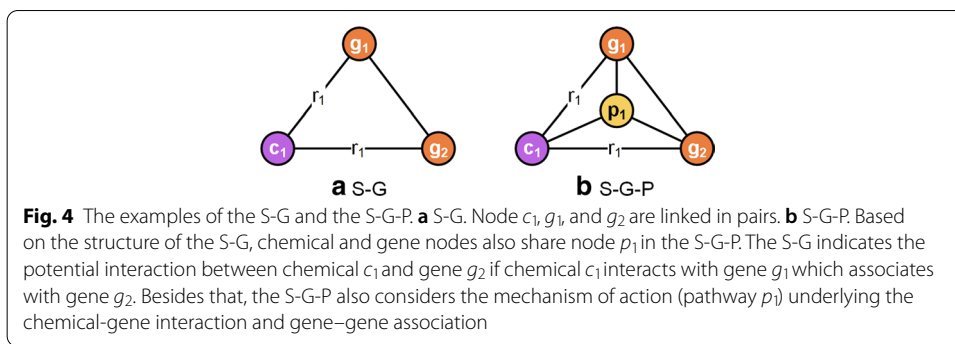 g₁ g₁
r₁ r₁
p₁
c₁ r₁ g₂ c₁ r₁ g₂
a S-G b S-G-P
Fig. 4 The examples of the S-G and the S-G-P. a S-G. Node c₁, g₁, and g₂ are linked in pairs. b S-G-P. Based
on the structure of the S-G, chemical and gene nodes also share node p₁ in the S-G-P. The S-G indicates the
potential interaction between chemical c₁ and gene g₂ if chemical c₁ interacts with gene g₁ which associates
with gene g₂. Besides that, the S-G-P also considers the mechanism of action (pathway p₁) underlying the
chemical-gene interaction and gene–gene association